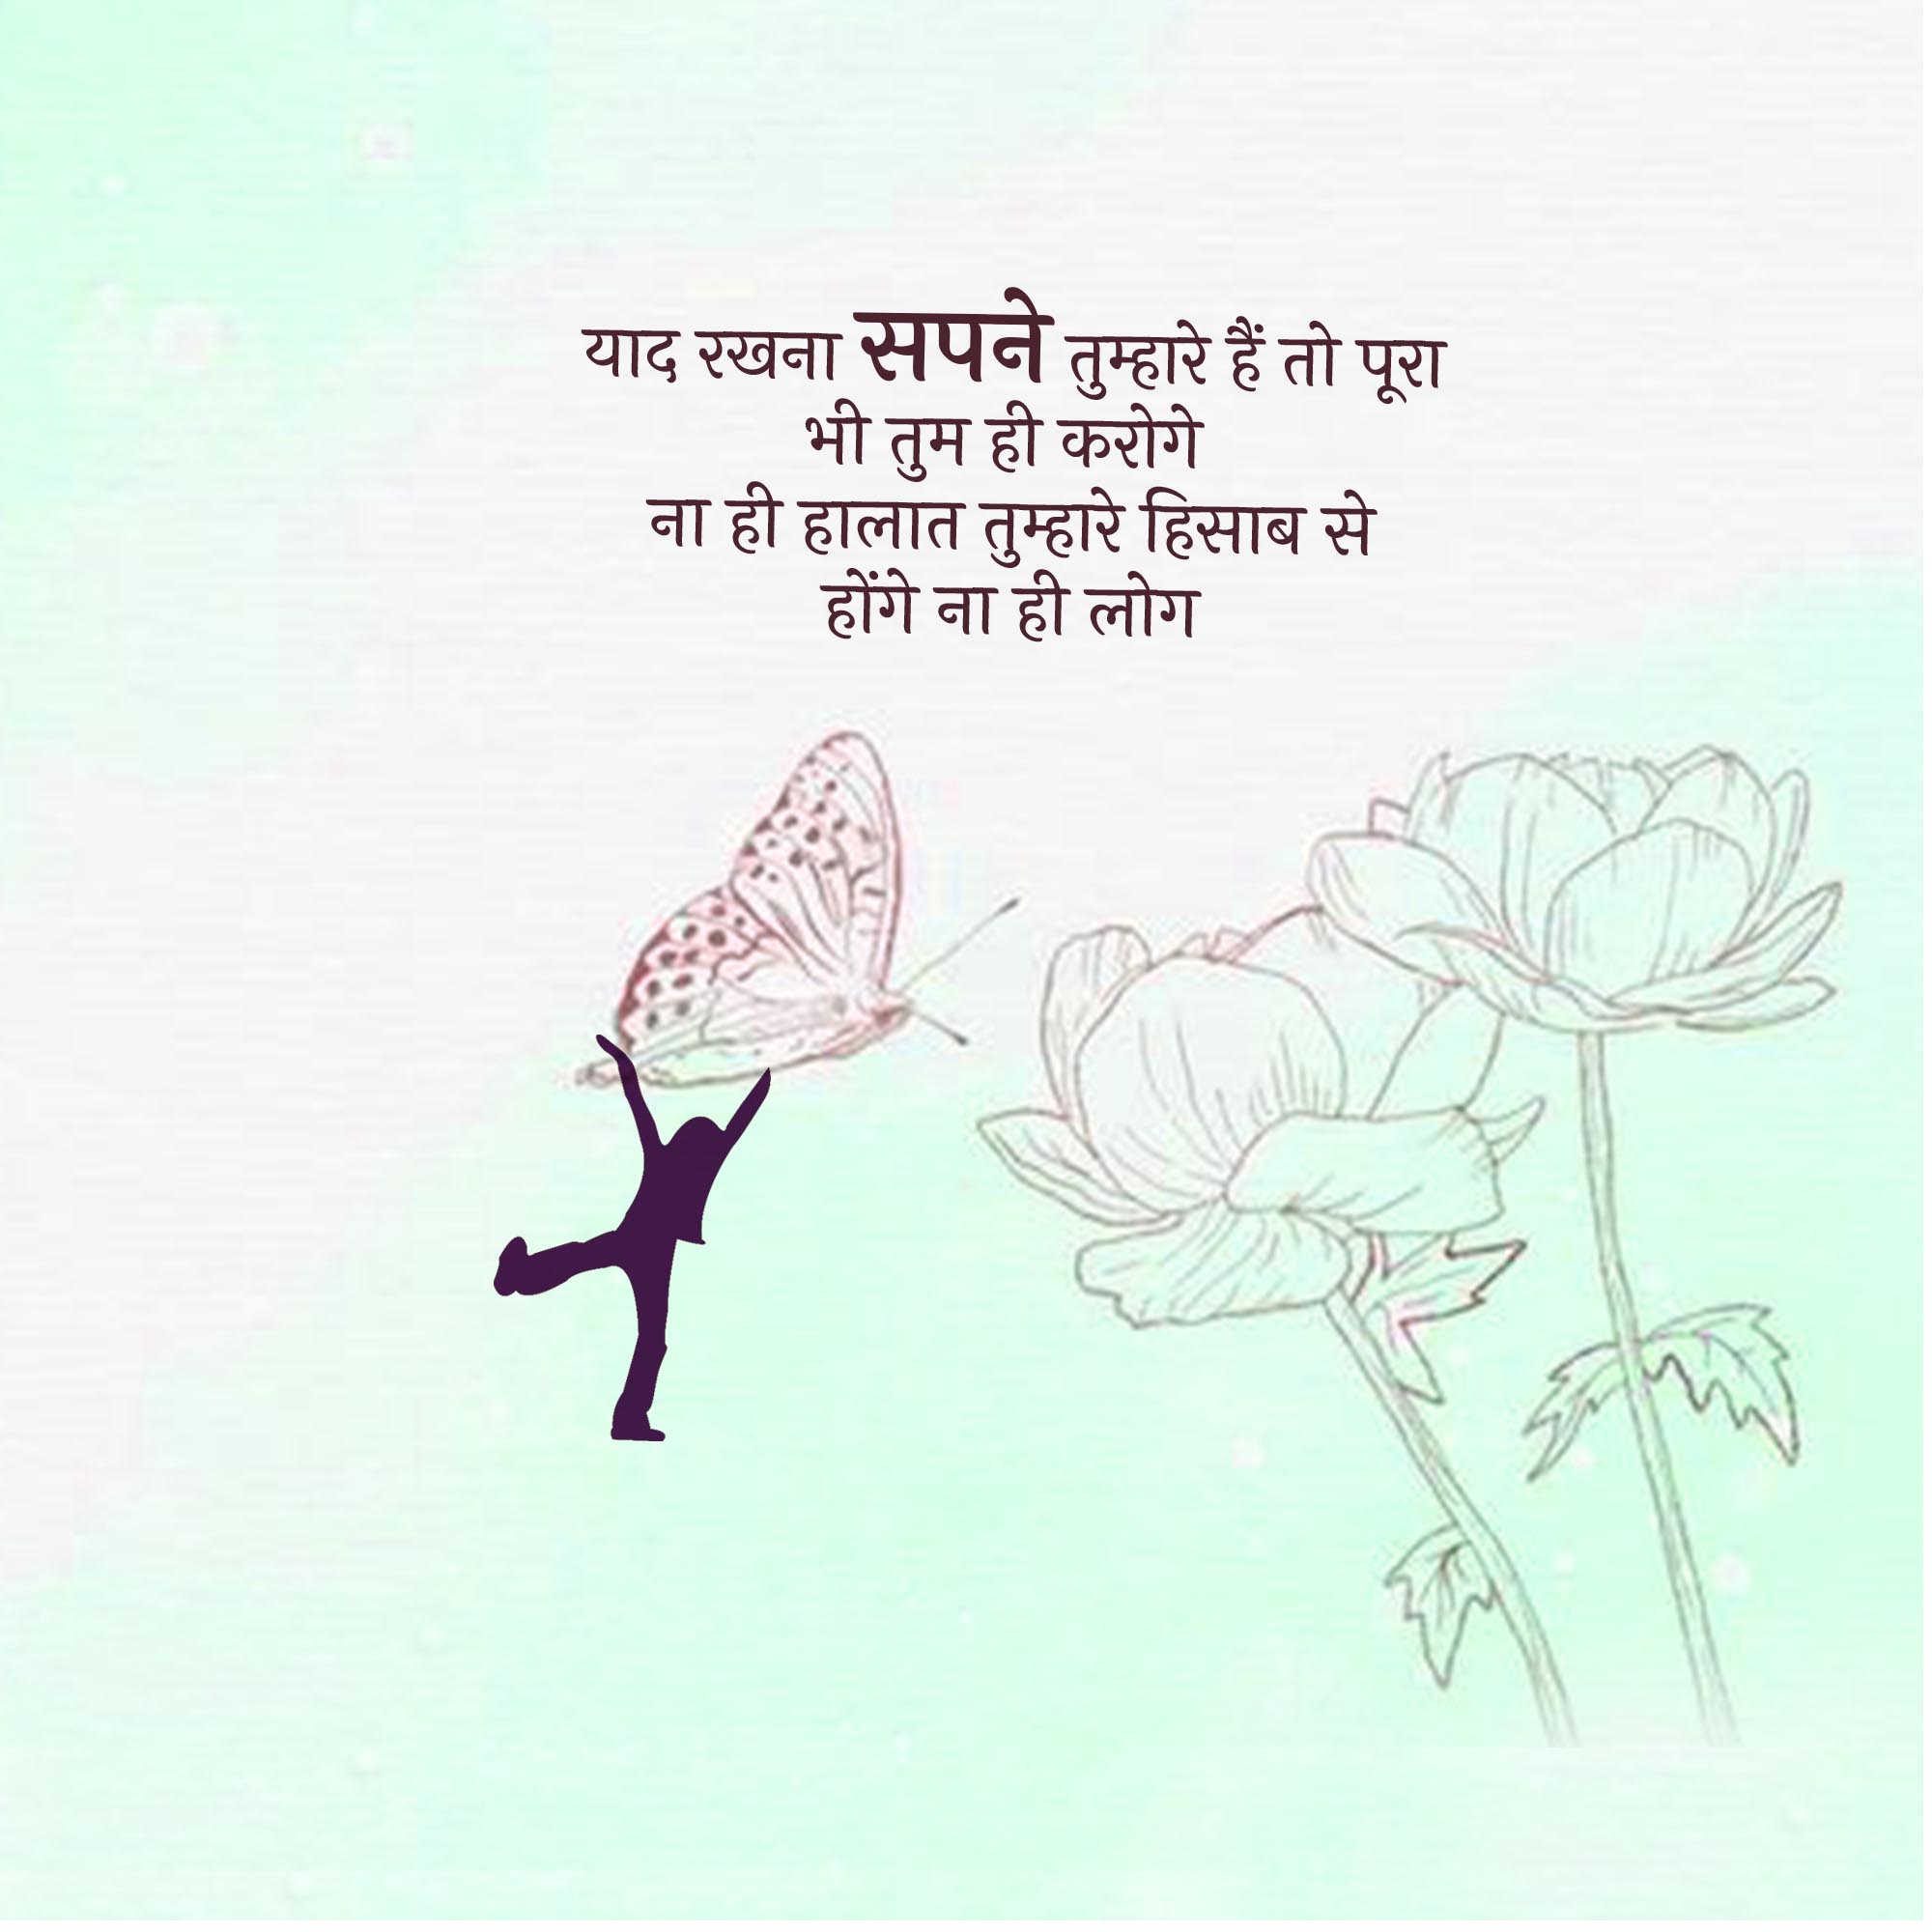 याद रखना सपने तुम्हारे हैं तो पूरा
भी तुम ही करोगे
ना ही हालात तुम्हारे हिसाब से
होंगे ना ही लोग